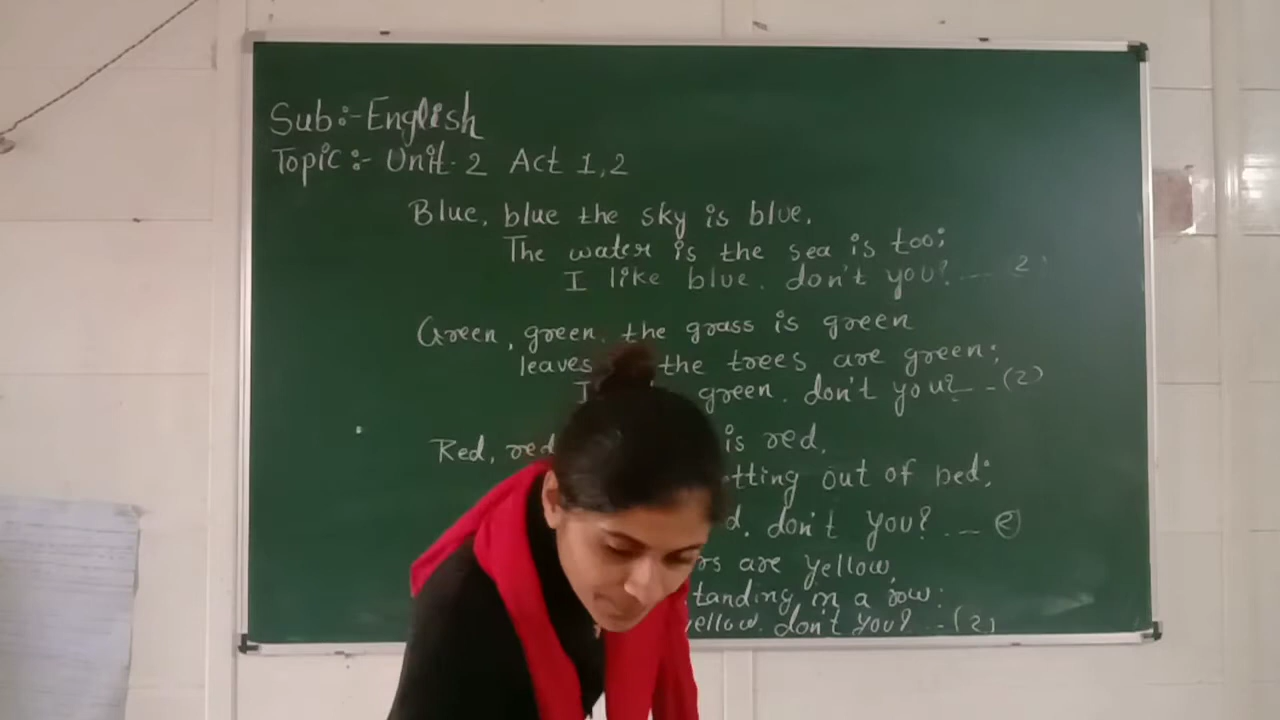 Sub:- English
Topic:- Unit-2 Act 1,2
Blue, blue the sky is blue.
The water is the sea is too;
I like blue. don't you? -- 2
Green, green, the grass is green
leaves the trees are green;
I green. don't you? - (2)
Red, red is red.
out of bed;
don't you? -- 2
are yellow,
in a row:
don't you? - (2)